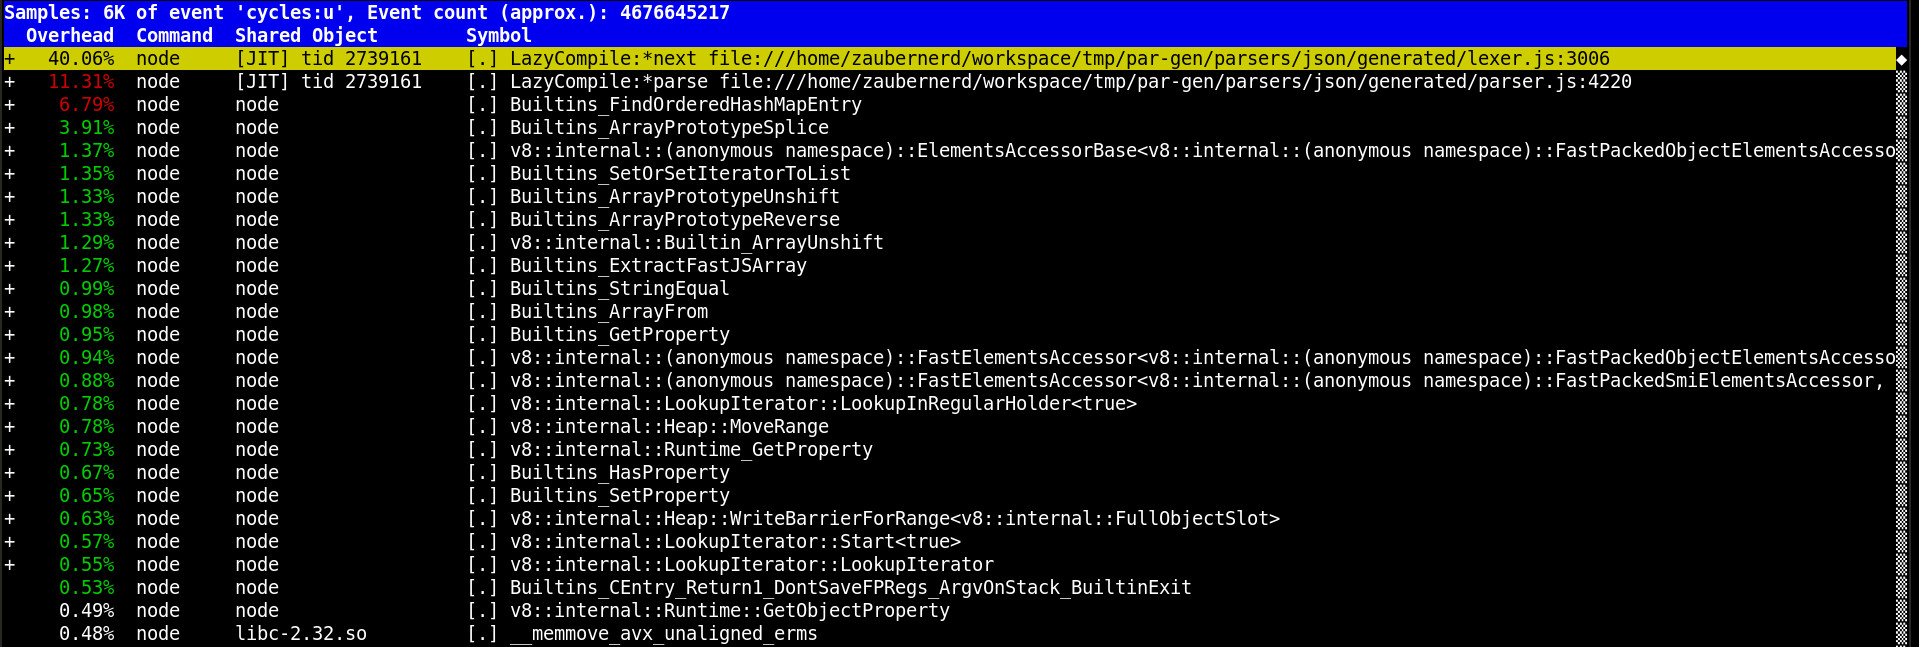 Samples: 6K of event 'cycles:u', Event count (approx.): 4676645217
Overhead Command Shared Object Symbol
+ 40.06% node [JIT] tid 2739161 [.] LazyCompile:*next file:///home/zaubernerd/workspace/tmp/par-gen/parsers/json/generated/lexer.js:3006
+ 11.31% node [JIT] tid 2739161 [.] LazyCompile:*parse file:///home/zaubernerd/workspace/tmp/par-gen/parsers/json/generated/parser.js:4220
+ 6.79% node node [.] Builtins_FindOrderedHashMapEntry
+ 3.91% node node [.] Builtins_ArrayPrototypeSplice
+ 1.37% node node [.] v8::internal::(anonymous namespace)::ElementsAccessorBase<v8::internal::(anonymous namespace)::FastPackedObjectElementsAccesso
+ 1.35% node node [.] Builtins_SetOrSetIteratorToList
+ 1.33% node node [.] Builtins_ArrayPrototypeUnshift
+ 1.33% node node [.] Builtins_ArrayPrototypeReverse
+ 1.29% node node [.] v8::internal::Builtin_ArrayUnshift
+ 1.27% node node [.] Builtins_ExtractFastJSArray
+ 0.99% node node [.] Builtins_StringEqual
+ 0.98% node node [.] Builtins_ArrayFrom
+ 0.95% node node [.] Builtins_GetProperty
+ 0.94% node node [.] v8::internal::(anonymous namespace)::FastElementsAccessor<v8::internal::(anonymous namespace)::FastPackedObjectElementsAccesso
+ 0.88% node node [.] v8::internal::(anonymous namespace)::FastElementsAccessor<v8::internal::(anonymous namespace)::FastPackedSmiElementsAccessor,
+ 0.78% node node [.] v8::internal::LookupIterator::LookupInRegularHolder<true>
+ 0.78% node node [.] v8::internal::Heap::MoveRange
+ 0.73% node node [.] v8::internal::Runtime_GetProperty
+ 0.67% node node [.] Builtins_HasProperty
+ 0.65% node node [.] Builtins_SetProperty
+ 0.63% node node [.] v8::internal::Heap::WriteBarrierForRange<v8::internal::FullObjectSlot>
+ 0.57% node node [.] v8::internal::LookupIterator::Start<true>
+ 0.55% node node [.] v8::internal::LookupIterator::LookupIterator
0.53% node node [.] Builtins_CEntry_Return1_DontSaveFPRegs_ArgvOnStack_BuiltinExit
0.49% node node [.] v8::internal::Runtime::GetObjectProperty
0.48% node libc-2.32.so [.] __memmove_avx_unaligned_erms